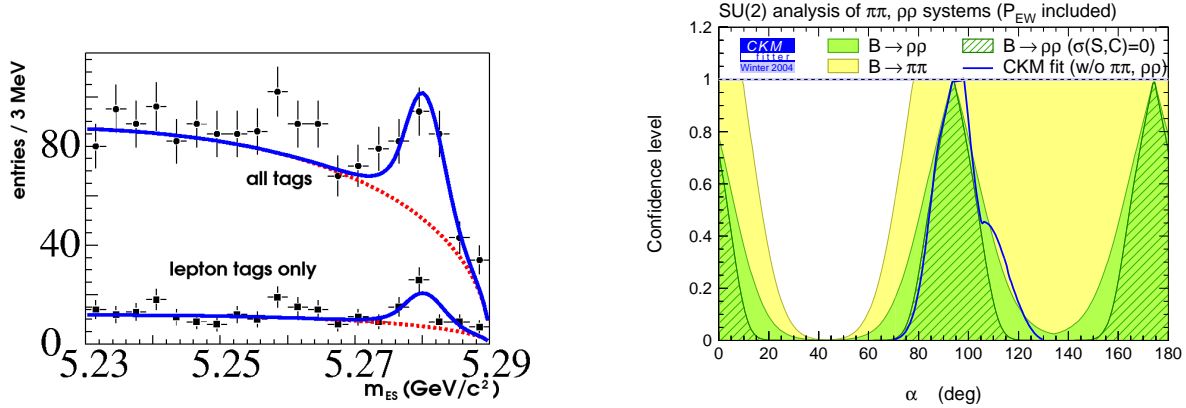 entries / 3 MeV
80
40
0
all tags
lepton tags only
5.23
5.25
5.27
5.29
m_ES (GeV/c²)
SU(2) analysis of ππ, ρρ systems (P_EW included)
CKM
fitter
Winter 2004
B → ρρ
B → ππ
B → ρρ (σ(S,C)=0)
CKM fit (w/o ππ, ρρ)
Confidence level
1.2
1
0.8
0.6
0.4
0.2
0
0 20 40 60 80 100 120 140 160 180
α (deg)